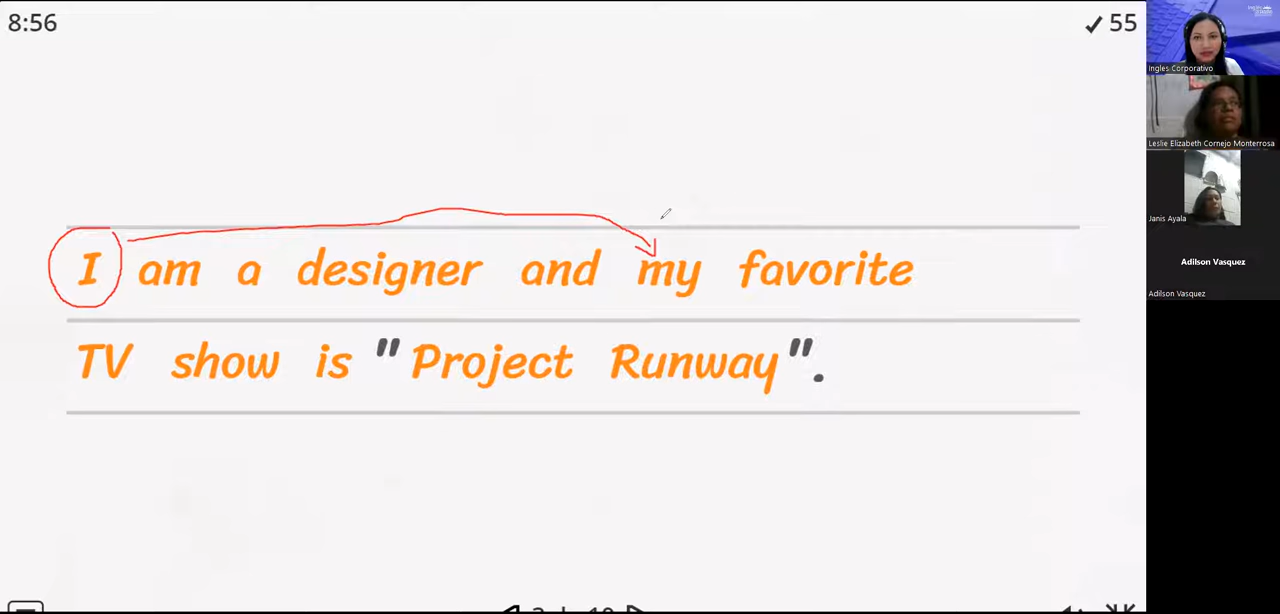 8:56
✓ 55
I am a designer and my favorite
TV show is "Project Runway".
Ingles Corporativo
Leslie Elizabeth Cornejo Monterrosa
Janis Ayala
Adilson Vasquez
Adilson Vasquez